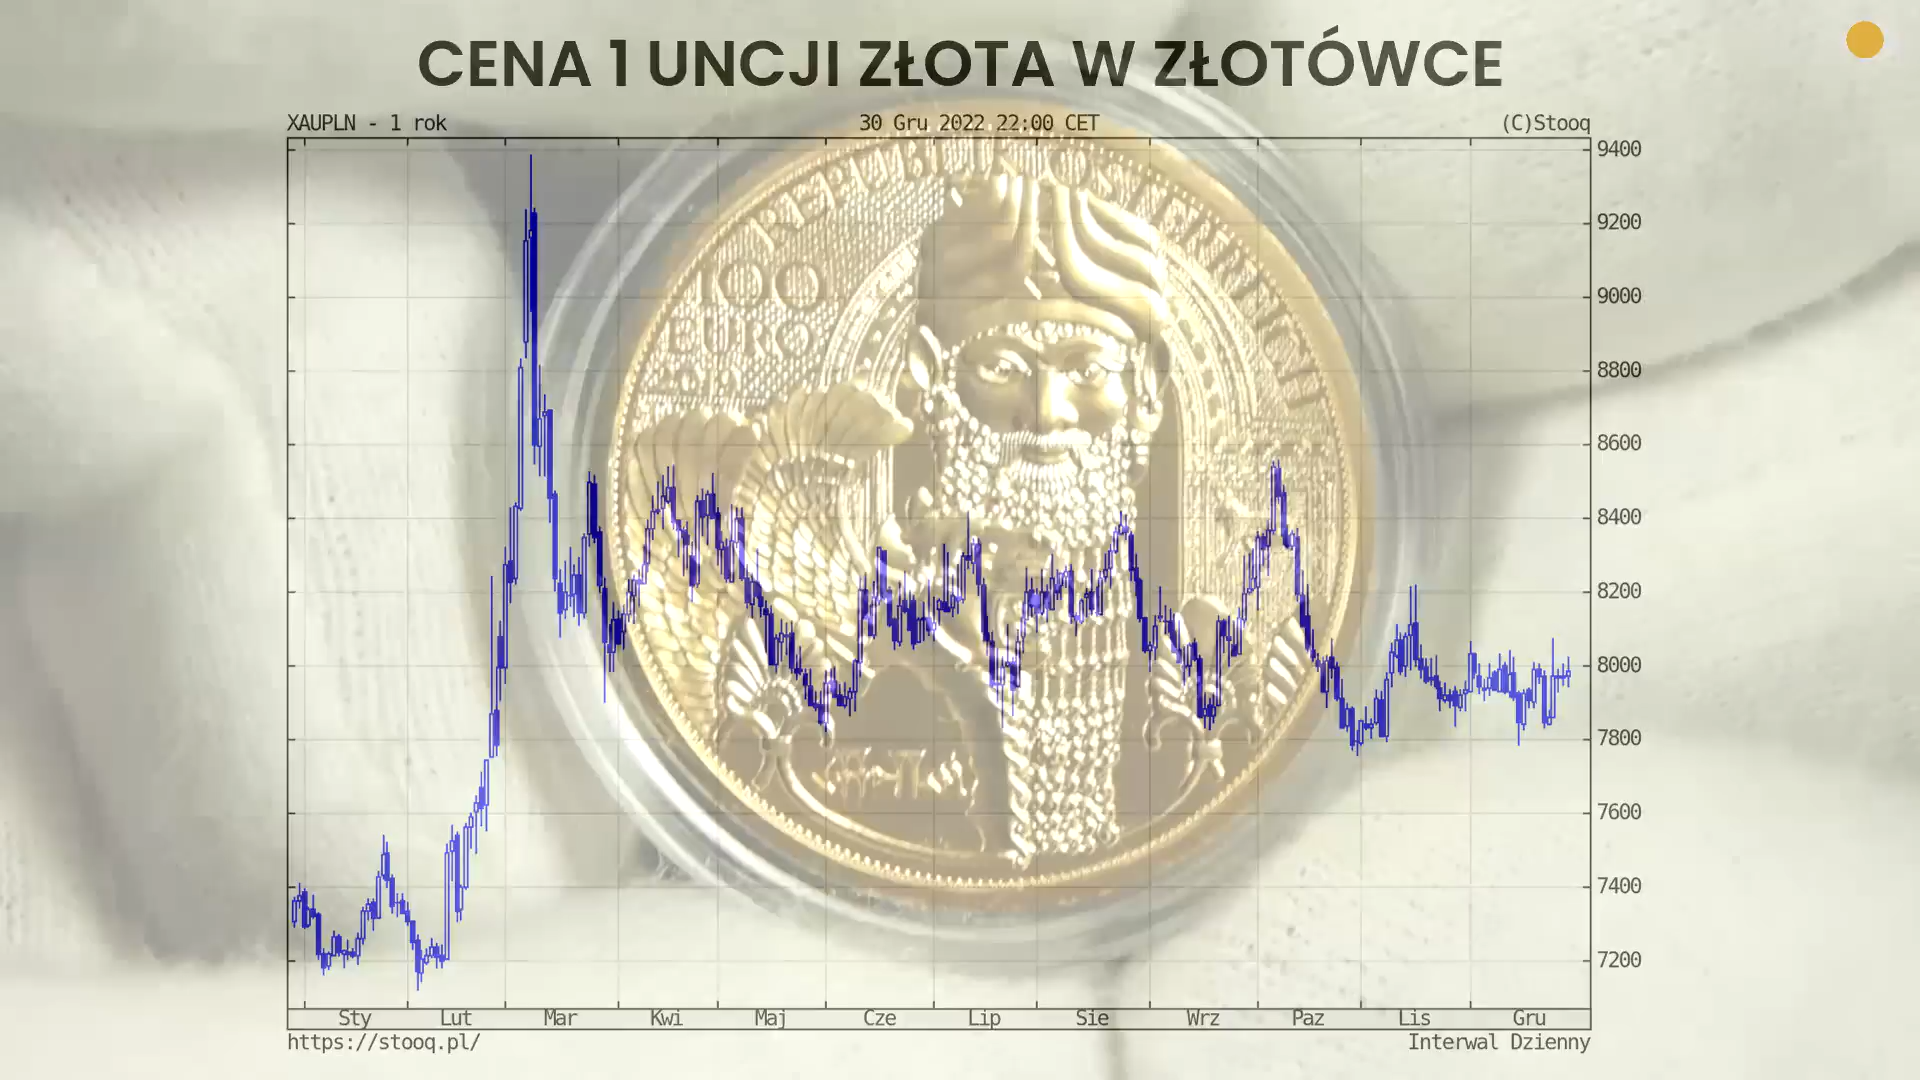 CENA 1 UNCJI ZŁOTA W ZŁOTÓWCE
XAUPLN - 1 rok
30 Gru 2022 22:00 CET
(C)Stooq
9400
9200
9000
8800
8600
8400
8200
8000
7800
7600
7400
7200
100
EURO
Sty Lut Mar Kwi Maj Cze Lip Sie Wrz Paz Lis Gru
https://stooq.pl/
Interwal Dzienny